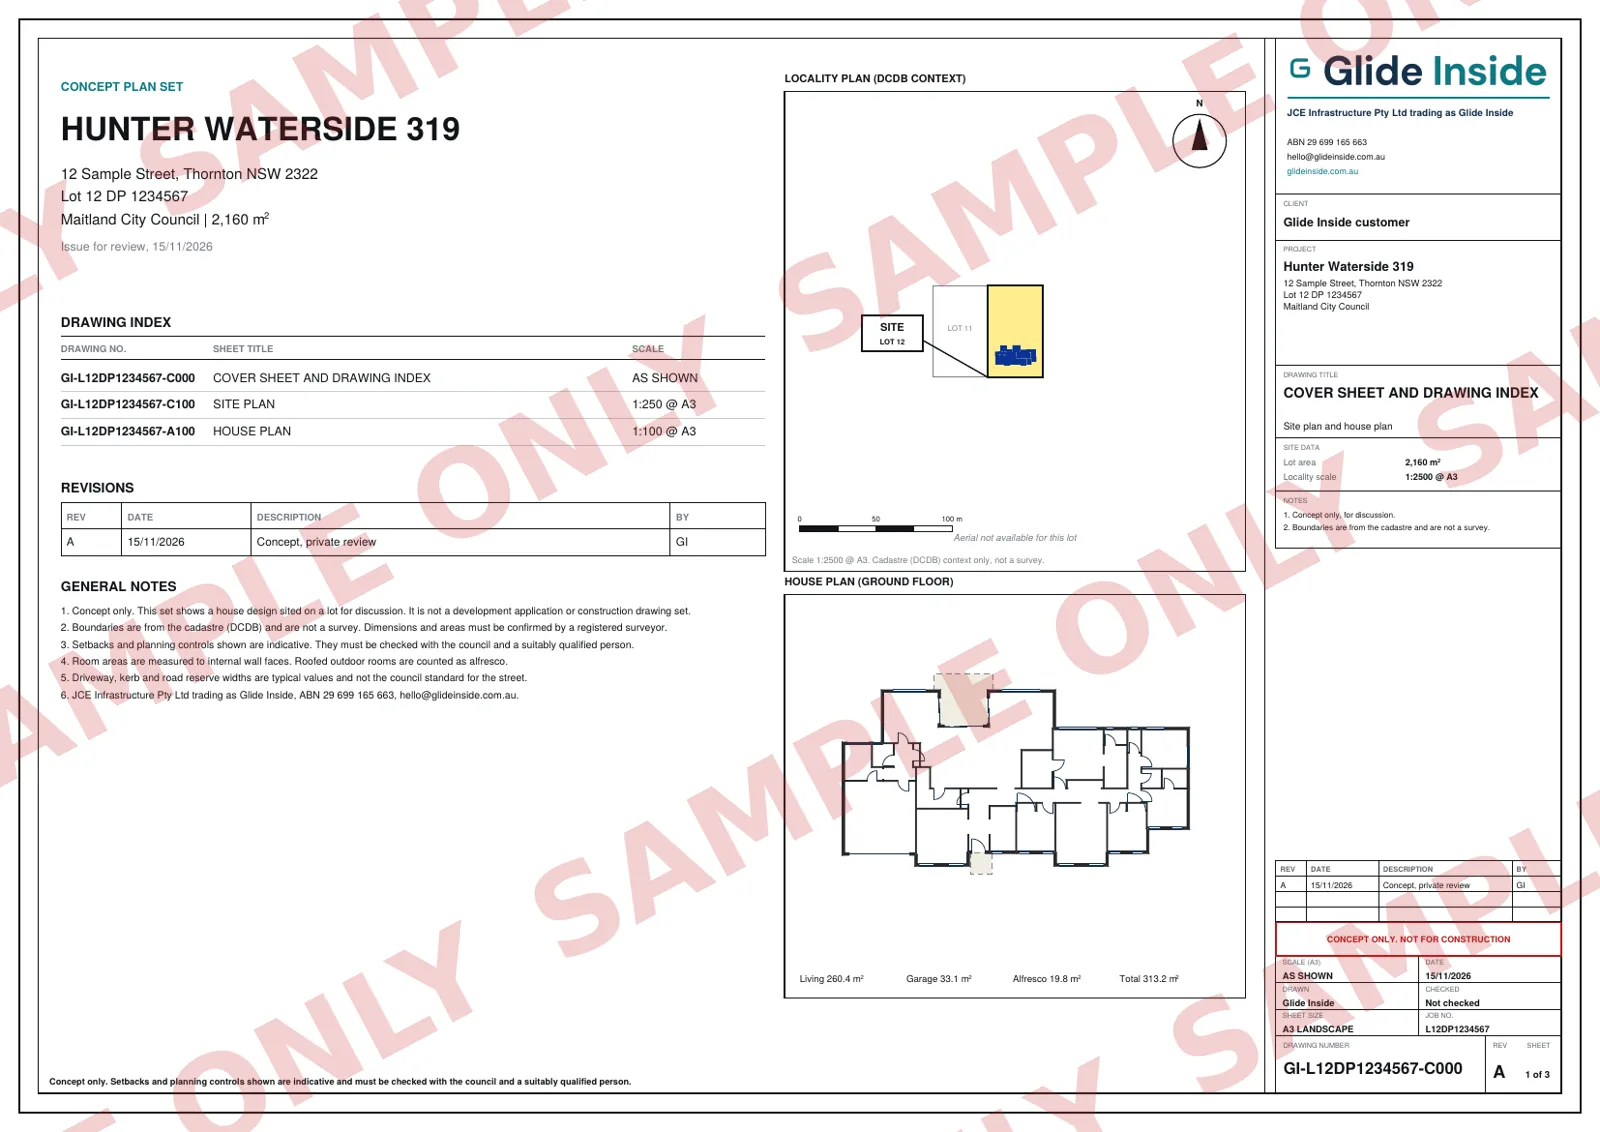 CONCEPT PLAN SET
HUNTER WATERSIDE 319
12 Sample Street, Thornton NSW 2322
Lot 12 DP 1234567
Maitland City Council | 2,160 m²
Issue for review, 15/11/2026
DRAWING INDEX
DRAWING NO. SHEET TITLE SCALE
GI-L12DP1234567-C000 COVER SHEET AND DRAWING INDEX AS SHOWN
GI-L12DP1234567-C100 SITE PLAN 1:250 @ A3
GI-L12DP1234567-A100 HOUSE PLAN 1:100 @ A3
REVISIONS
REV DATE DESCRIPTION BY
A 15/11/2026 Concept, private review GI
GENERAL NOTES
1. Concept only. This set shows a house design sited on a lot for discussion. It is not a development application or construction drawing set.
2. Boundaries are from the cadastre (DCDB) and are not a survey. Dimensions and areas must be confirmed by a registered surveyor.
3. Setbacks and planning controls shown are indicative. They must be checked with the council and a suitably qualified person.
4. Room areas are measured to internal wall faces. Roofed outdoor rooms are counted as alfresco.
5. Driveway, kerb and road reserve widths are typical values and not the council standard for the street.
6. JCE Infrastructure Pty Ltd trading as Glide Inside, ABN 29 699 165 663, hello@glideinside.com.au.
Concept only. Setbacks and planning controls shown are indicative and must be checked with the council and a suitably qualified person.
LOCALITY PLAN (DCDB CONTEXT)
N
SITE
LOT 12
LOT 11
0 50 100 m
Aerial not available for this lot
Scale 1:2500 @ A3. Cadastre (DCDB) context only, not a survey.
HOUSE PLAN (GROUND FLOOR)
Living 260.4 m² Garage 33.1 m² Alfresco 19.8 m² Total 313.2 m²
G Glide Inside
JCE Infrastructure Pty Ltd trading as Glide Inside
ABN 29 699 165 663
hello@glideinside.com.au
glideinside.com.au
CLIENT
Glide Inside customer
PROJECT
Hunter Waterside 319
12 Sample Street, Thornton NSW 2322
Lot 12 DP 1234567
Maitland City Council
DRAWING TITLE
COVER SHEET AND DRAWING INDEX
Site plan and house plan
SITE DATA
Lot area 2,160 m²
Locality scale 1:2500 @ A3
NOTES
1. Concept only, for discussion.
2. Boundaries are from the cadastre and are not a survey.
REV DATE DESCRIPTION BY
A 15/11/2026 Concept, private review GI
CONCEPT ONLY. NOT FOR CONSTRUCTION
SCALE (A3) DATE
AS SHOWN 15/11/2026
DRAWN CHECKED
Glide Inside Not checked
SHEET SIZE JOB NO.
A3 LANDSCAPE L12DP1234567
DRAWING NUMBER REV SHEET
GI-L12DP1234567-C000 A 1 of 3
SAMPLE ONLY SAMPLE ONLY SAMPLE ONLY